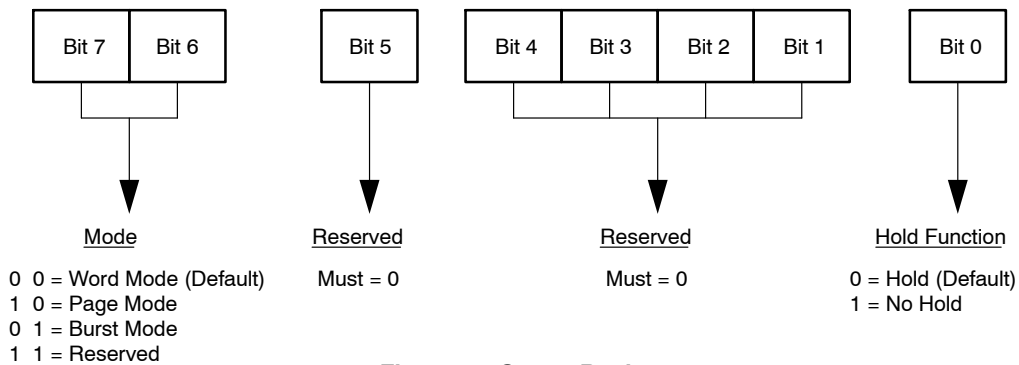 Bit 7 Bit 6 Bit 5 Bit 4 Bit 3 Bit 2 Bit 1 Bit 0
Mode Reserved Reserved Hold Function
0 0 = Word Mode (Default) Must = 0 Must = 0 0 = Hold (Default)
1 0 = Page Mode 1 = No Hold
0 1 = Burst Mode
1 1 = Reserved